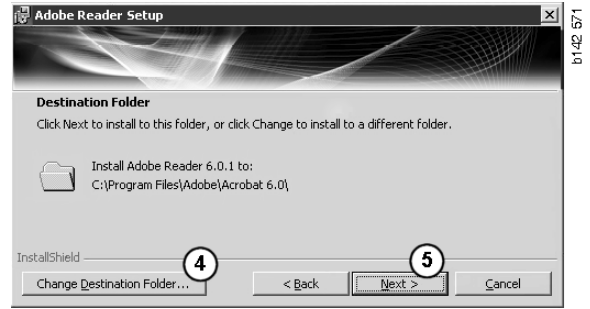 Adobe Reader Setup
b142 571
Destination Folder
Click Next to install to this folder, or click Change to install to a different folder.
Install Adobe Reader 6.0.1 to:
C:\Program Files\Adobe\Acrobat 6.0\
InstallShield
4
5
Change Destination Folder...
< Back
Next >
Cancel